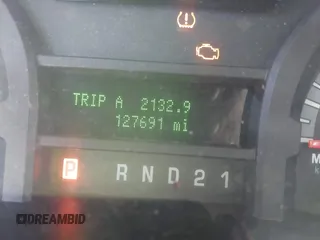 TRIP A 2132.9
127691 mi
P R N D 2 1
M
DREAMBID